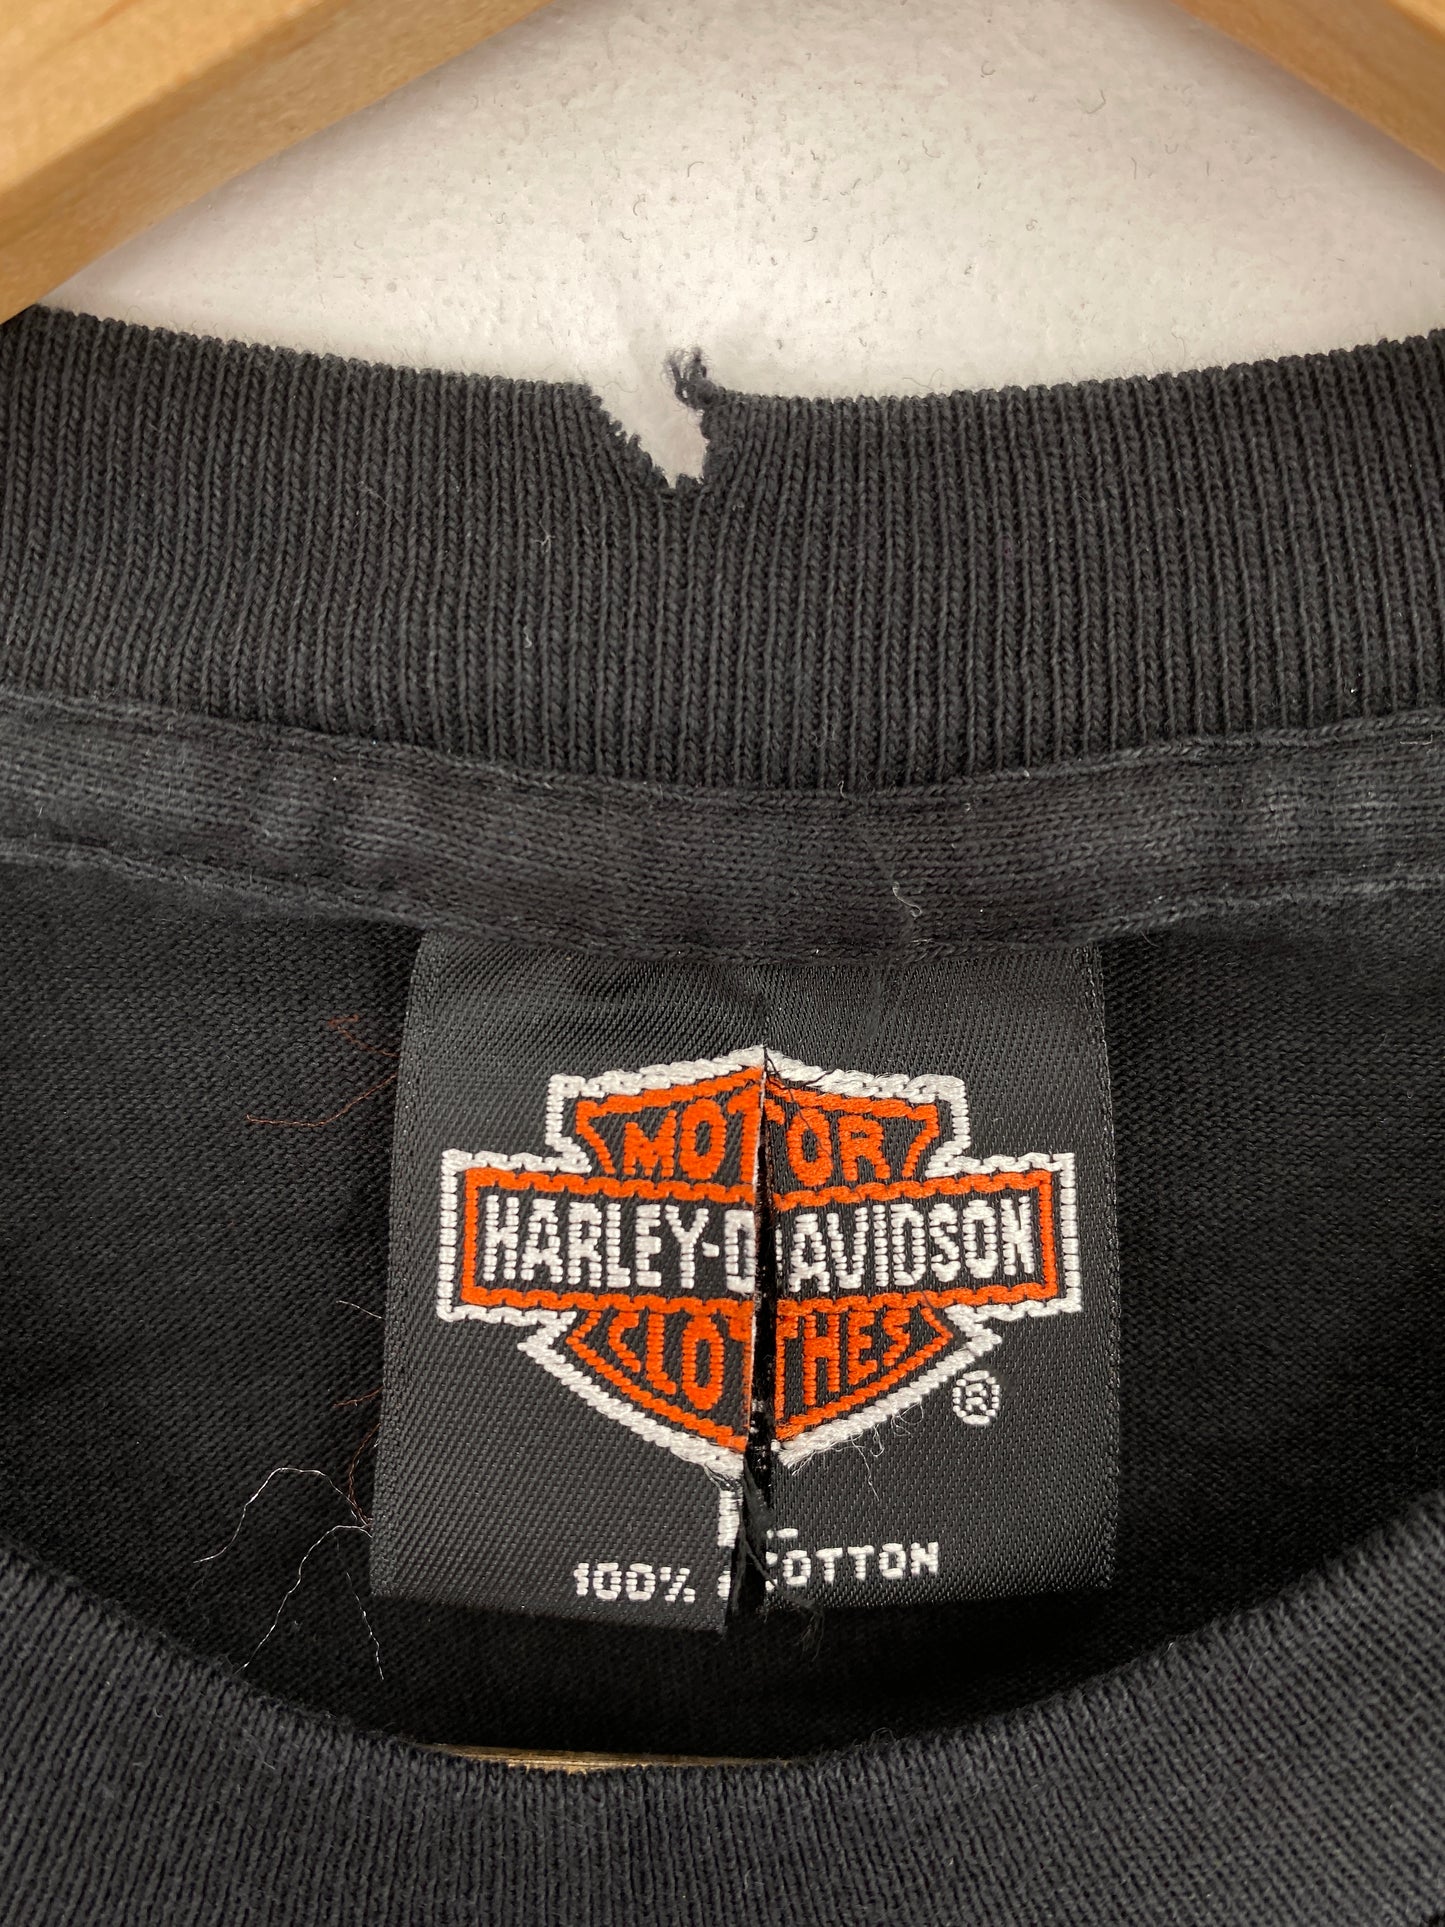 MOTOR
HARLEY-DAVIDSON
CLOTHES
®
L
100% COTTON